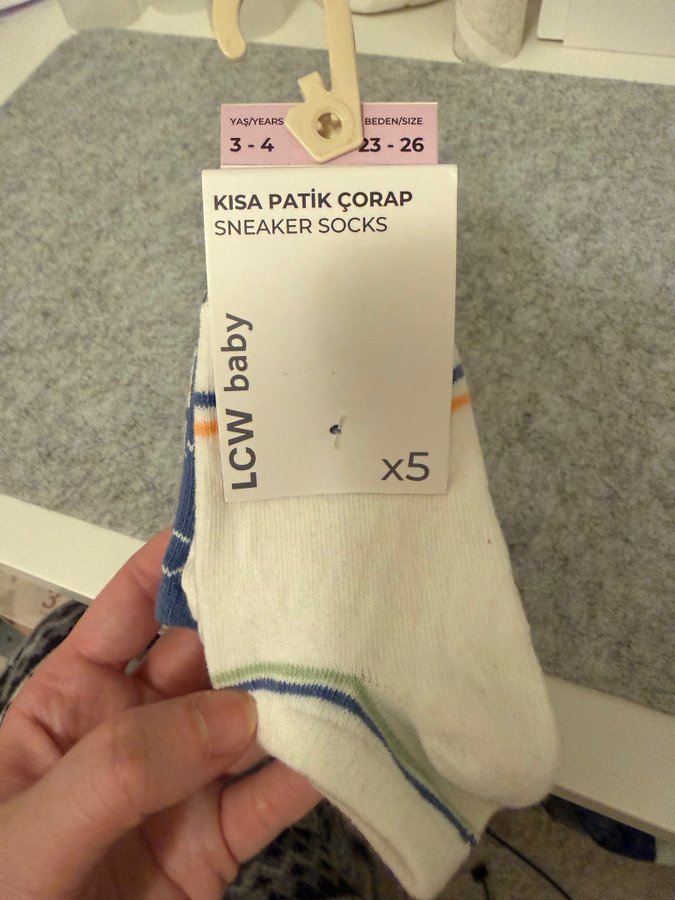 YAŞ/YEARS
3 - 4
BEDEN/SIZE
23 - 26
KISA PATİK ÇORAP
SNEAKER SOCKS
LCW baby
x5